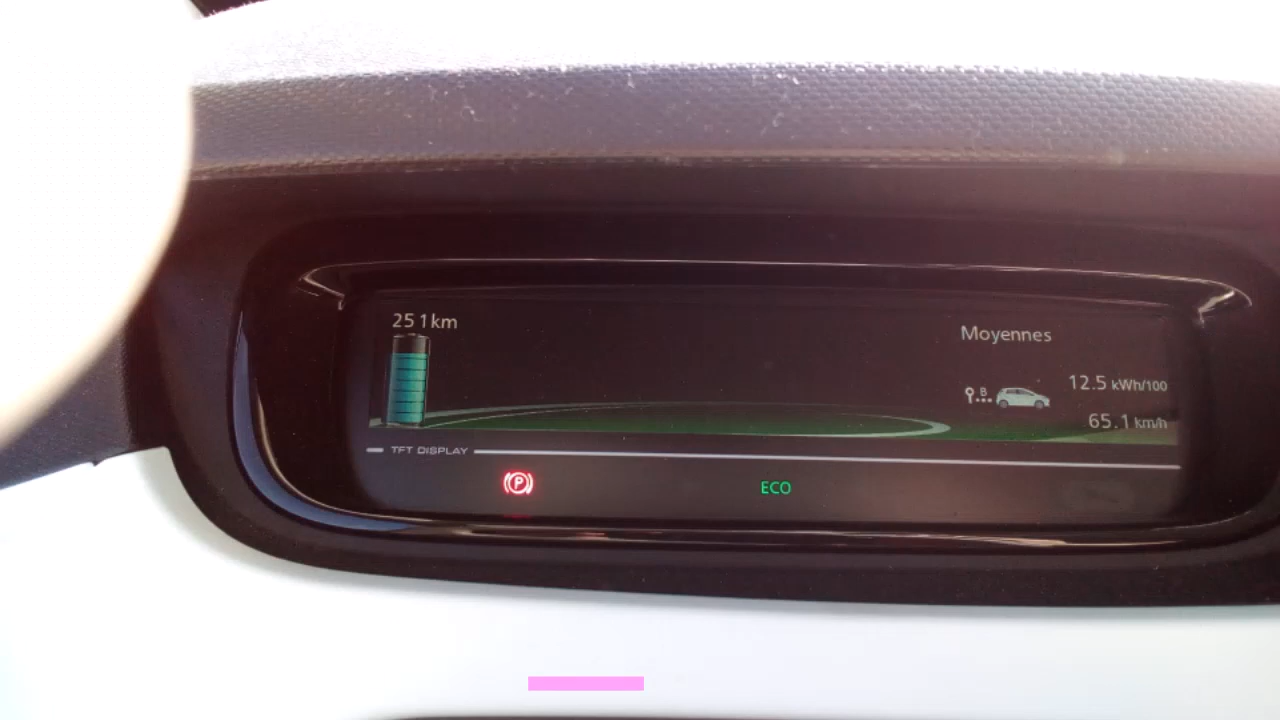 251km
Moyennes
B
12.5 kWh/100
65.1 km/h
TFT DISPLAY
P
ECO